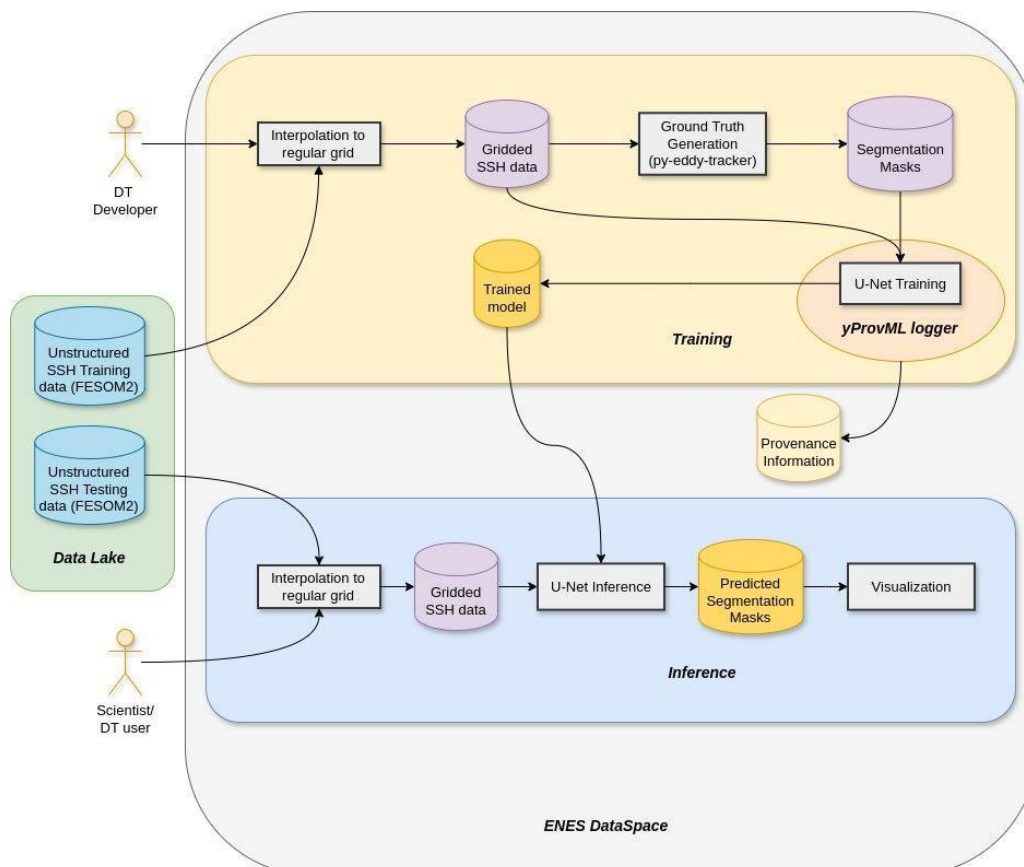 DT
Developer
Interpolation to
regular grid
Gridded
SSH data
Ground Truth
Generation
(py-eddy-tracker)
Segmentation
Masks
Trained
model
U-Net Training
yProvML logger
Training
Unstructured
SSH Training
data (FESOM2)
Unstructured
SSH Testing
data (FESOM2)
Data Lake
Provenance
Information
Interpolation to
regular grid
Gridded
SSH data
U-Net Inference
Predicted
Segmentation
Masks
Visualization
Inference
Scientist/
DT user
ENES DataSpace